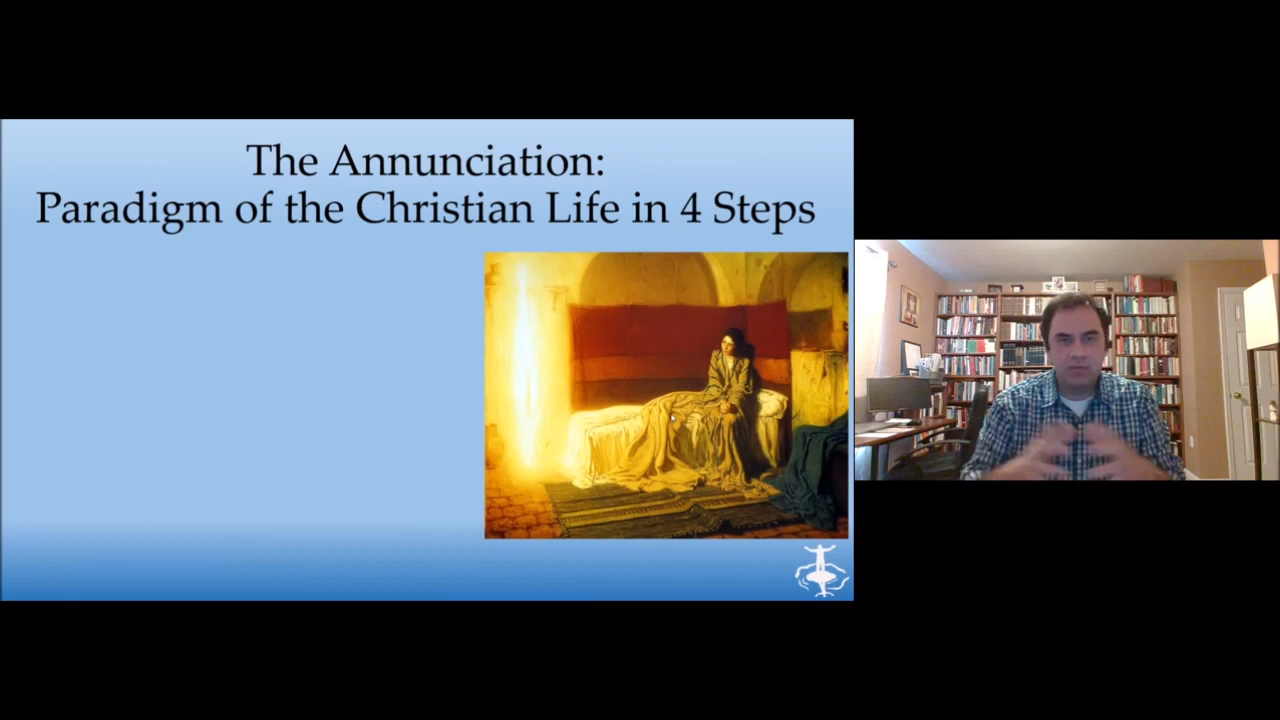 The Annunciation:
Paradigm of the Christian Life in 4 Steps